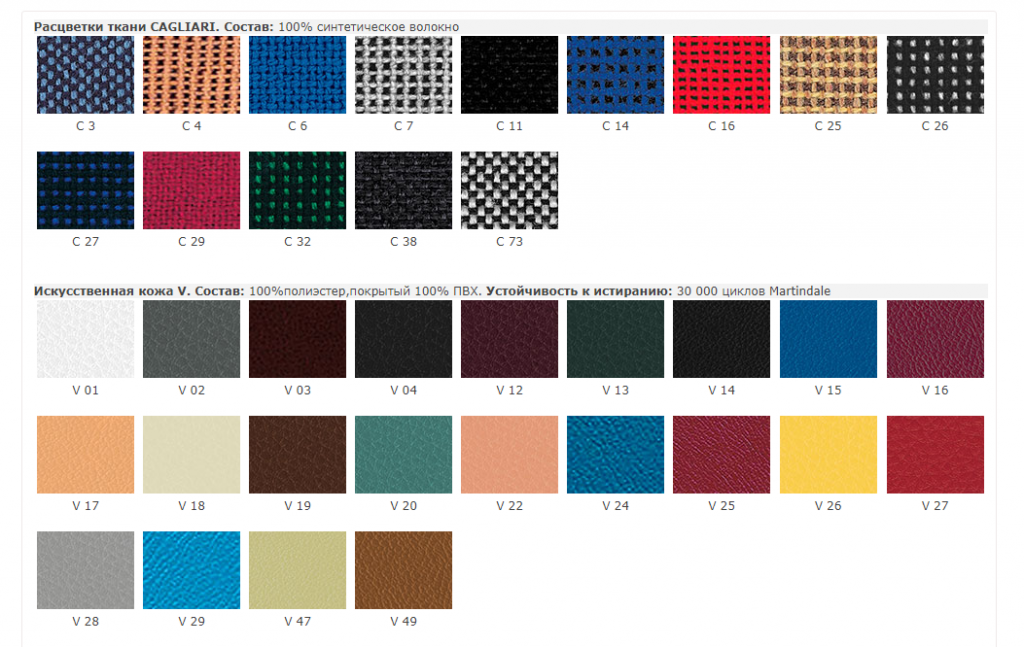 Расцветки ткани CAGLIARI. Состав: 100% синтетическое волокно
C 3 C 4 C 6 C 7 C 11 C 14 C 16 C 25 C 26
C 27 C 29 C 32 C 38 C 73
Искусственная кожа V. Состав: 100%полиэстер,покрытый 100% ПВХ. Устойчивость к истиранию: 30 000 циклов Martindale
V 01 V 02 V 03 V 04 V 12 V 13 V 14 V 15 V 16
V 17 V 18 V 19 V 20 V 22 V 24 V 25 V 26 V 27
V 28 V 29 V 47 V 49